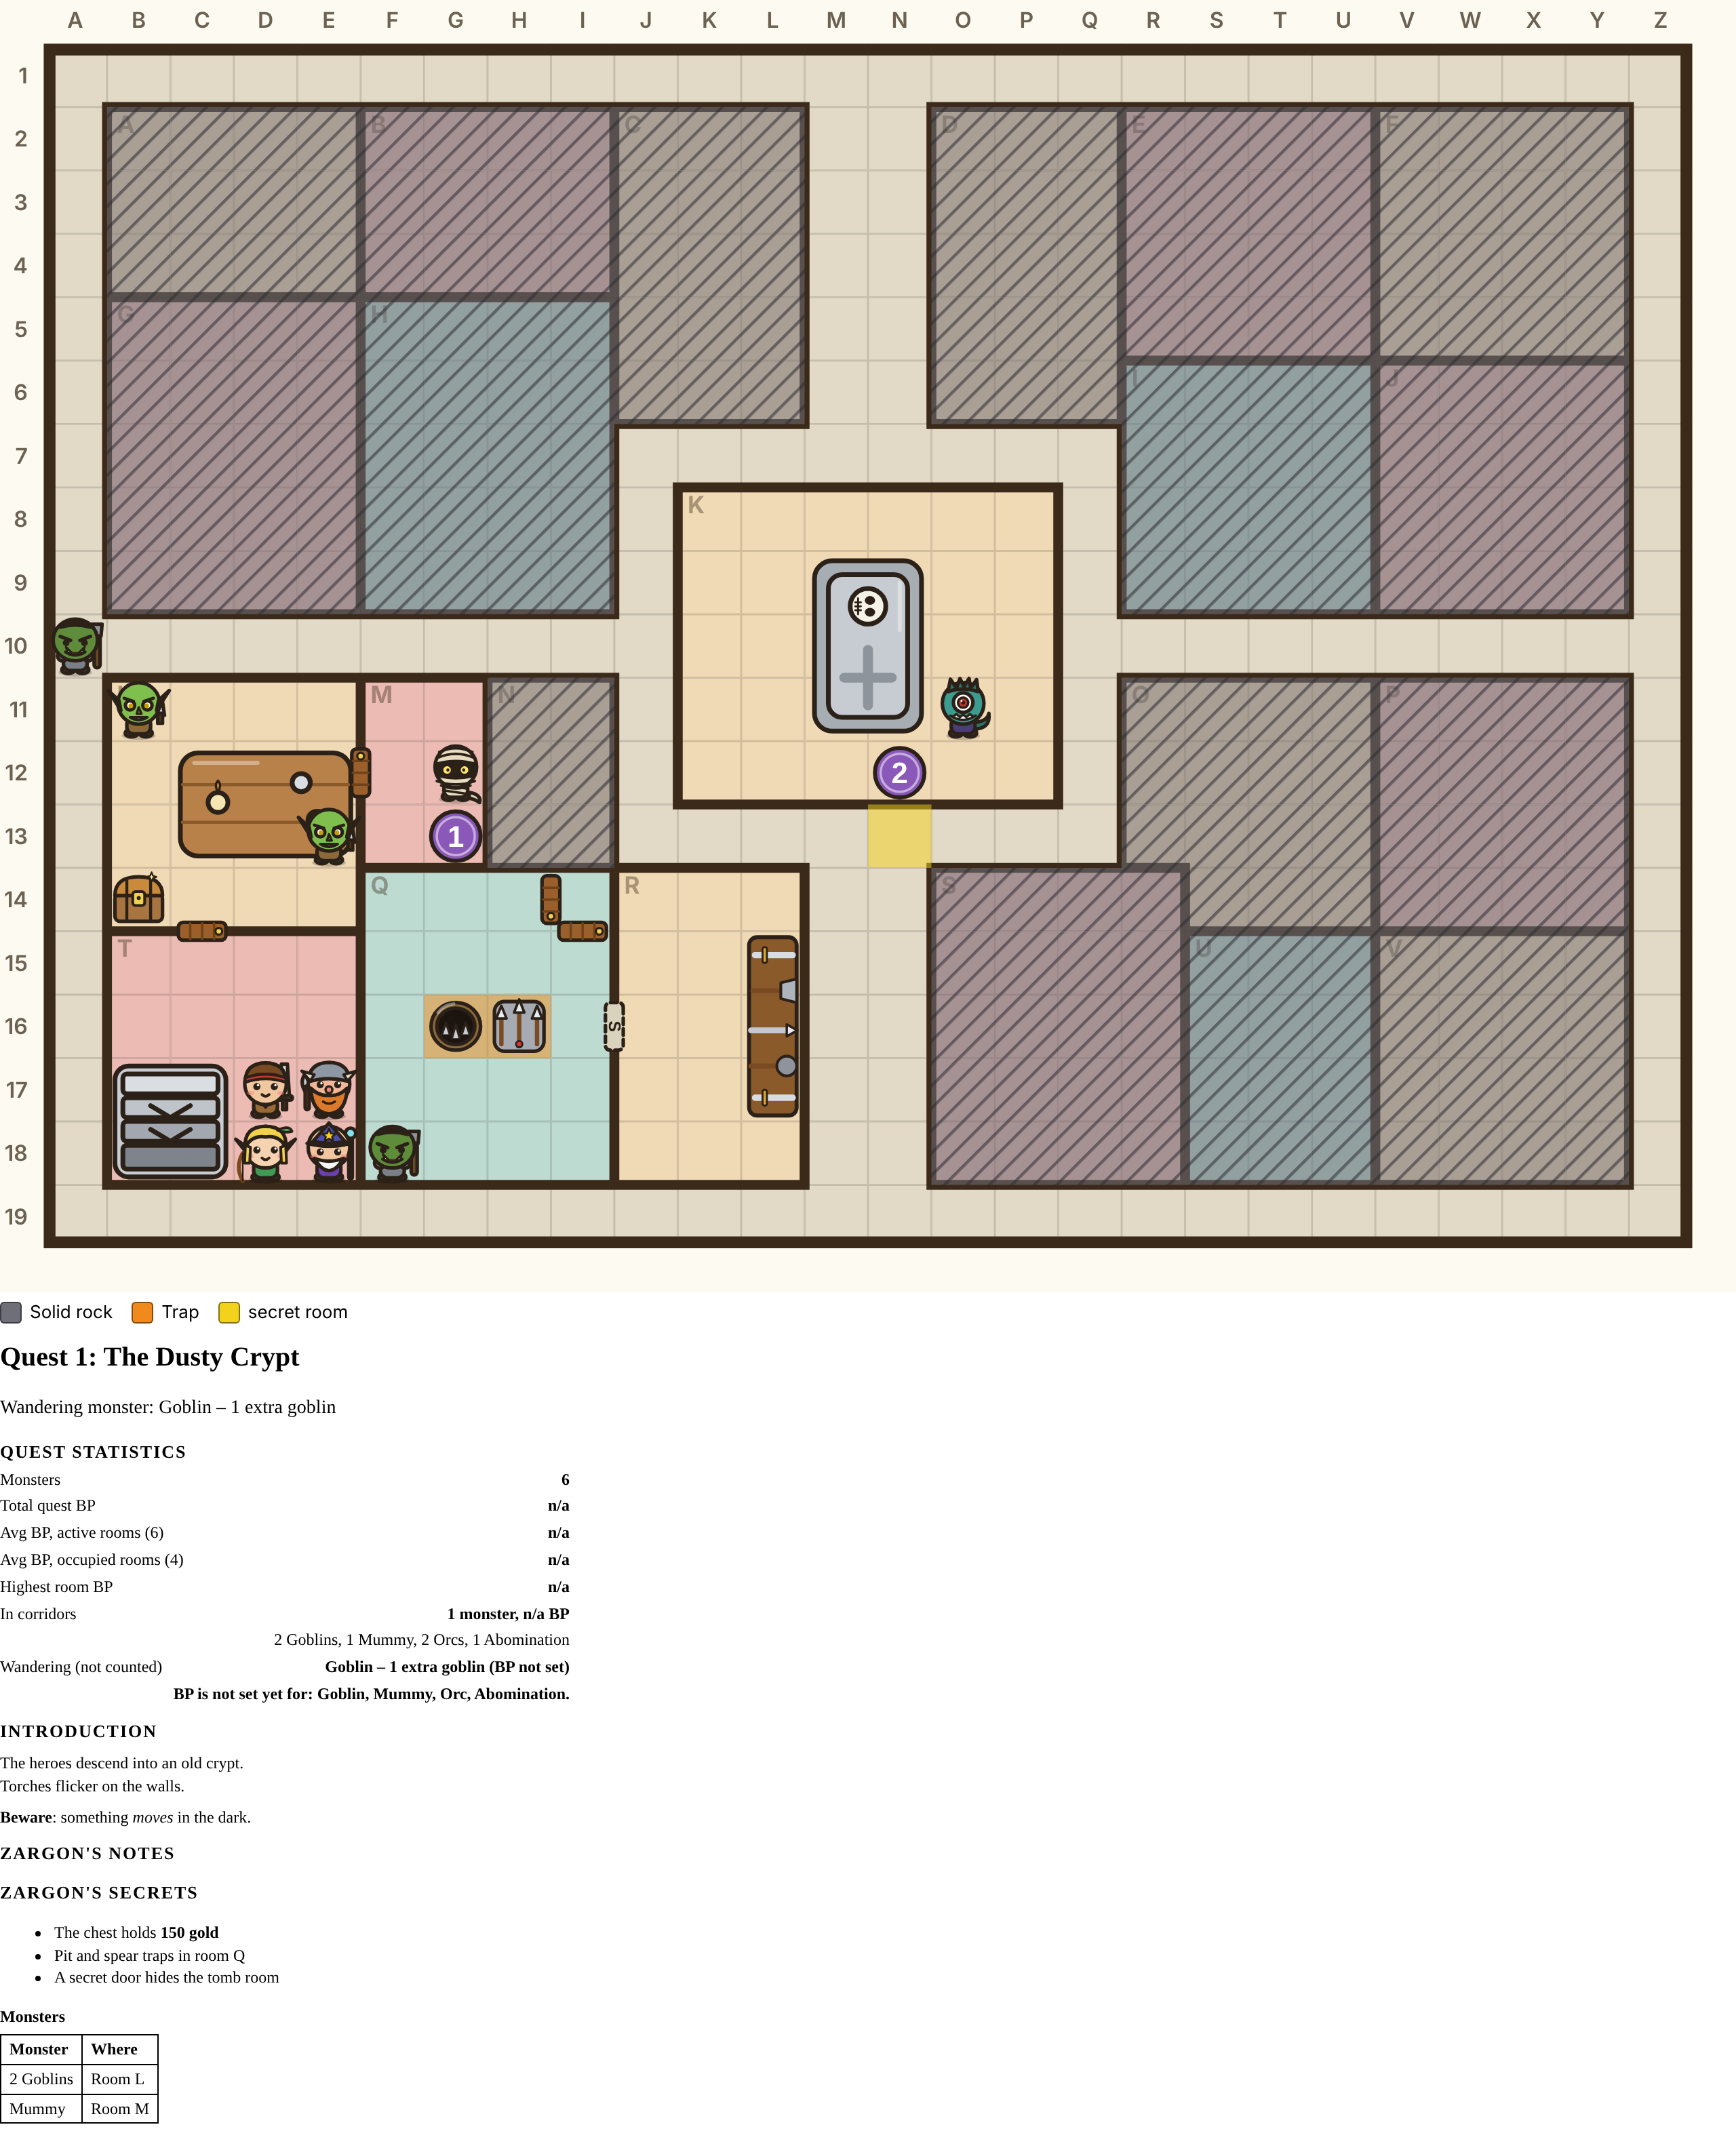 A B C D E F G H I J K L M N O P Q R S T U V W X Y Z
1
2
3
4
5
6
7
8
9
10
11
12
13
14
15
16
17
18
19
A B C D E F
G H
I J
K
M N O P
2
1
Q R S
T U V
S
Solid rock Trap secret room
Quest 1: The Dusty Crypt
Wandering monster: Goblin – 1 extra goblin
QUEST STATISTICS
Monsters 6
Total quest BP n/a
Avg BP, active rooms (6) n/a
Avg BP, occupied rooms (4) n/a
Highest room BP n/a
In corridors 1 monster, n/a BP
2 Goblins, 1 Mummy, 2 Orcs, 1 Abomination
Wandering (not counted) Goblin – 1 extra goblin (BP not set)
BP is not set yet for: Goblin, Mummy, Orc, Abomination.
INTRODUCTION
The heroes descend into an old crypt.
Torches flicker on the walls.
Beware: something moves in the dark.
ZARGON'S NOTES
ZARGON'S SECRETS
The chest holds 150 gold
Pit and spear traps in room Q
A secret door hides the tomb room
Monsters
Monster Where
2 Goblins Room L
Mummy Room M